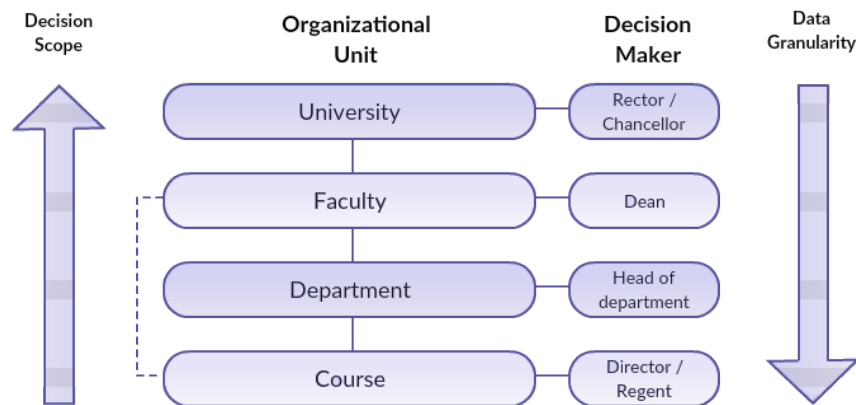 Decision
Scope
Organizational
Unit
Decision
Maker
Data
Granularity
University
Rector /
Chancellor
Faculty
Dean
Department
Head of
department
Course
Director /
Regent